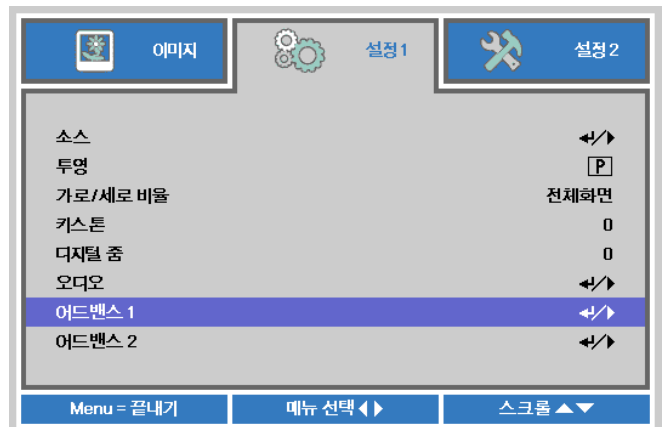 이미지 설정1 설정2
소스 ↵/▶
투영 P
가로/세로 비율 전체화면
키스톤 0
디지털 줌 0
오디오 ↵/▶
어드밴스 1 ↵/▶
어드밴스 2 ↵/▶
Menu = 끝내기 메뉴 선택 ◀ ▶ 스크롤 ▲▼